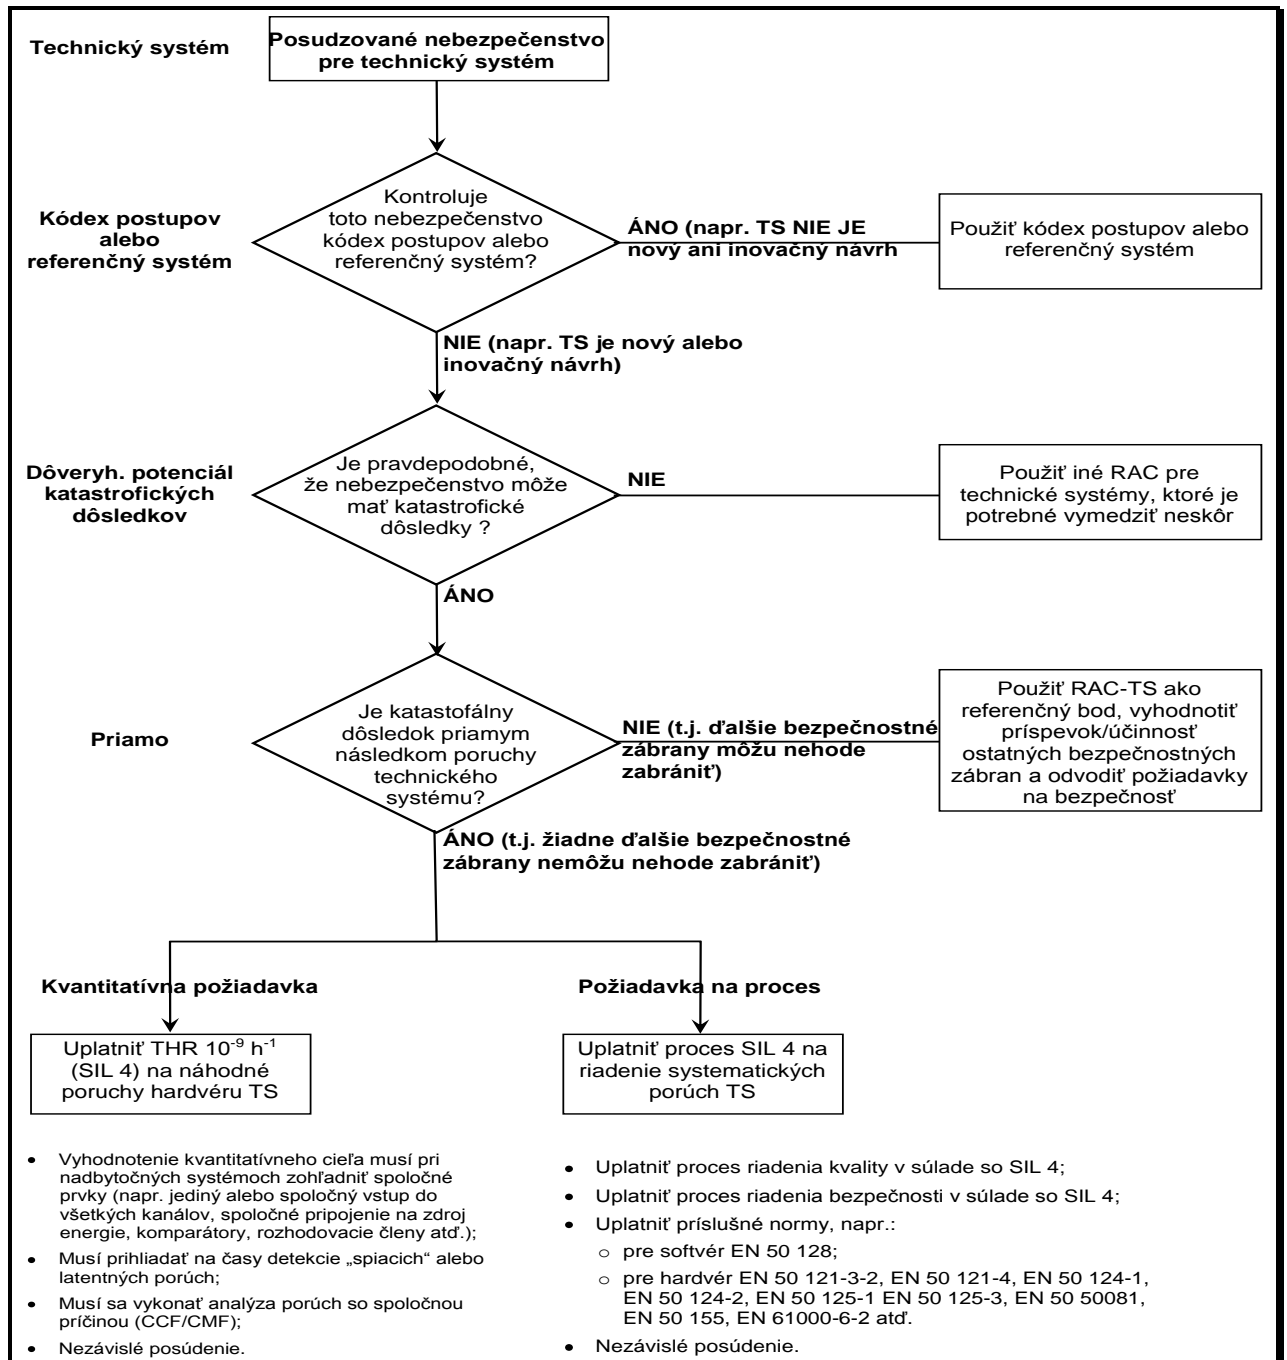 Technický systém
Posudzované nebezpečenstvo
pre technický systém
Kódex postupov
alebo
referenčný systém
Kontroluje
toto nebezpečenstvo
kódex postupov alebo
referenčný systém?
ÁNO (napr. TS NIE JE
nový ani inovačný návrh
Použiť kódex postupov alebo
referenčný systém
NIE (napr. TS je nový alebo
inovačný návrh)
Dôveryh. potenciál
katastrofických
dôsledkov
Je pravdepodobné,
že nebezpečenstvo môže
mať katastrofické
dôsledky ?
NIE
Použiť iné RAC pre
technické systémy, ktoré je
potrebné vymedziť neskôr
ÁNO
Priamo
Je katastofálny
dôsledok priamym
následkom poruchy
technického
systému?
NIE (t.j. ďalšie bezpečnostné
zábrany môžu nehode
zabrániť)
Použiť RAC-TS ako
referenčný bod, vyhodnotiť
príspevok/účinnosť
ostatných bezpečnostných
zábran a odvodiť požiadavky
na bezpečnosť
ÁNO (t.j. žiadne ďalšie bezpečnostné
zábrany nemôžu nehode zabrániť)
Kvantitatívna požiadavka
Uplatniť THR 10⁻⁹ h⁻¹
(SIL 4) na náhodné
poruchy hardvéru TS
• Vyhodnotenie kvantitatívneho cieľa musí pri
nadbytočných systémoch zohľadniť spoločné
prvky (napr. jediný alebo spoločný vstup do
všetkých kanálov, spoločné pripojenie na zdroj
energie, komparátory, rozhodovacie členy atď.);
• Musí prihliadať na časy detekcie „spiacich" alebo
latentných porúch;
• Musí sa vykonať analýza porúch so spoločnou
príčinou (CCF/CMF);
• Nezávislé posúdenie.
Požiadavka na proces
Uplatniť proces SIL 4 na
riadenie systematických
porúch TS
• Uplatniť proces riadenia kvality v súlade so SIL 4;
• Uplatniť proces riadenia bezpečnosti v súlade so SIL 4;
• Uplatniť príslušné normy, napr.:
○ pre softvér EN 50 128;
○ pre hardvér EN 50 121-3-2, EN 50 121-4, EN 50 124-1,
EN 50 124-2, EN 50 125-1 EN 50 125-3, EN 50 50081,
EN 50 155, EN 61000-6-2 atď.
• Nezávislé posúdenie.